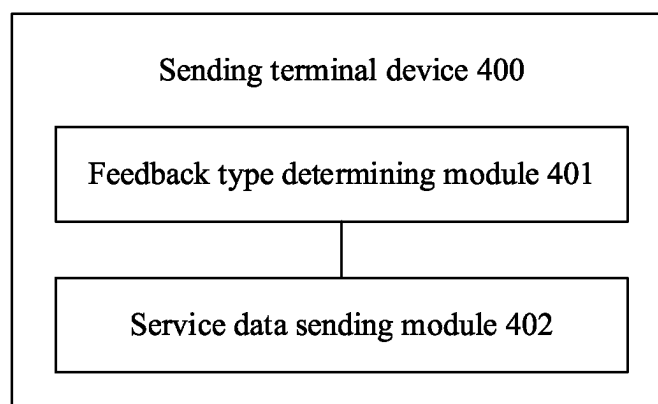 Sending terminal device 400
Feedback type determining module 401
Service data sending module 402